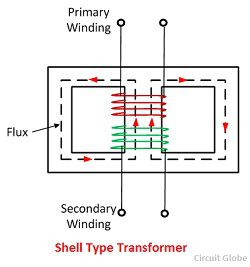 Primary
Winding
Flux
Secondary
Winding
Shell Type Transformer
Circuit Globe